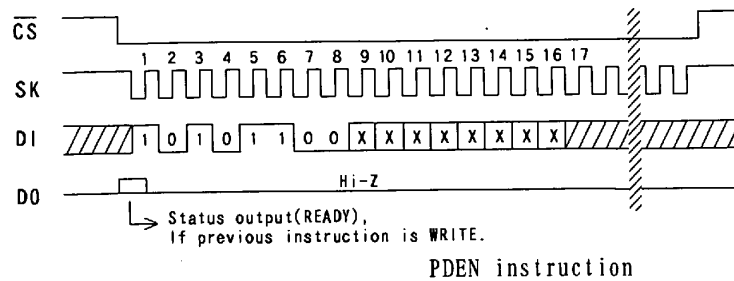 CS
1 2 3 4 5 6 7 8 9 10 11 12 13 14 15 16 17
SK
DI 1 0 1 0 1 1 0 0 X X X X X X X X
Hi-Z
DO
Status output(READY),
If previous instruction is WRITE.
PDEN instruction